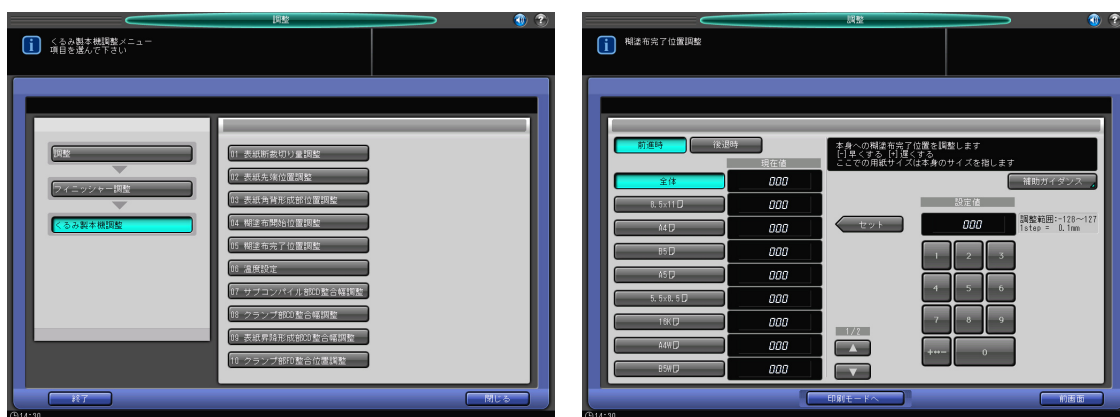 調整
くるみ製本機調整メニュー
項目を選んで下さい
調整
フィニッシャー調整
くるみ製本機調整
01 表紙断裁切り量調整
02 表紙先端位置調整
03 表紙角背形成部位置調整
04 糊塗布開始位置調整
05 糊塗布完了位置調整
06 温度設定
07 サブコンパイル部CD整合幅調整
08 クランプ部CD整合幅調整
09 表紙昇降形成部CD整合幅調整
10 クランプ部FD整合位置調整
終了
閉じる
14:30
調整
糊塗布完了位置調整
前進時
後退時
現在値
全体 000
8.5x11 000
A4 000
B5 000
A5 000
5.5x8.5 000
16K 000
A4W 000
B5W 000
本身への糊塗布完了位置を調整します
[-]早くする [+]遅くする
ここでの用紙サイズは本身のサイズを指します
補助ガイダンス
設定値
セット
000
調整範囲:-128~127
1step = 0.1mm
1 2 3
4 5 6
7 8 9
+↔- 0
1/2
印刷モードへ
前画面
14:30